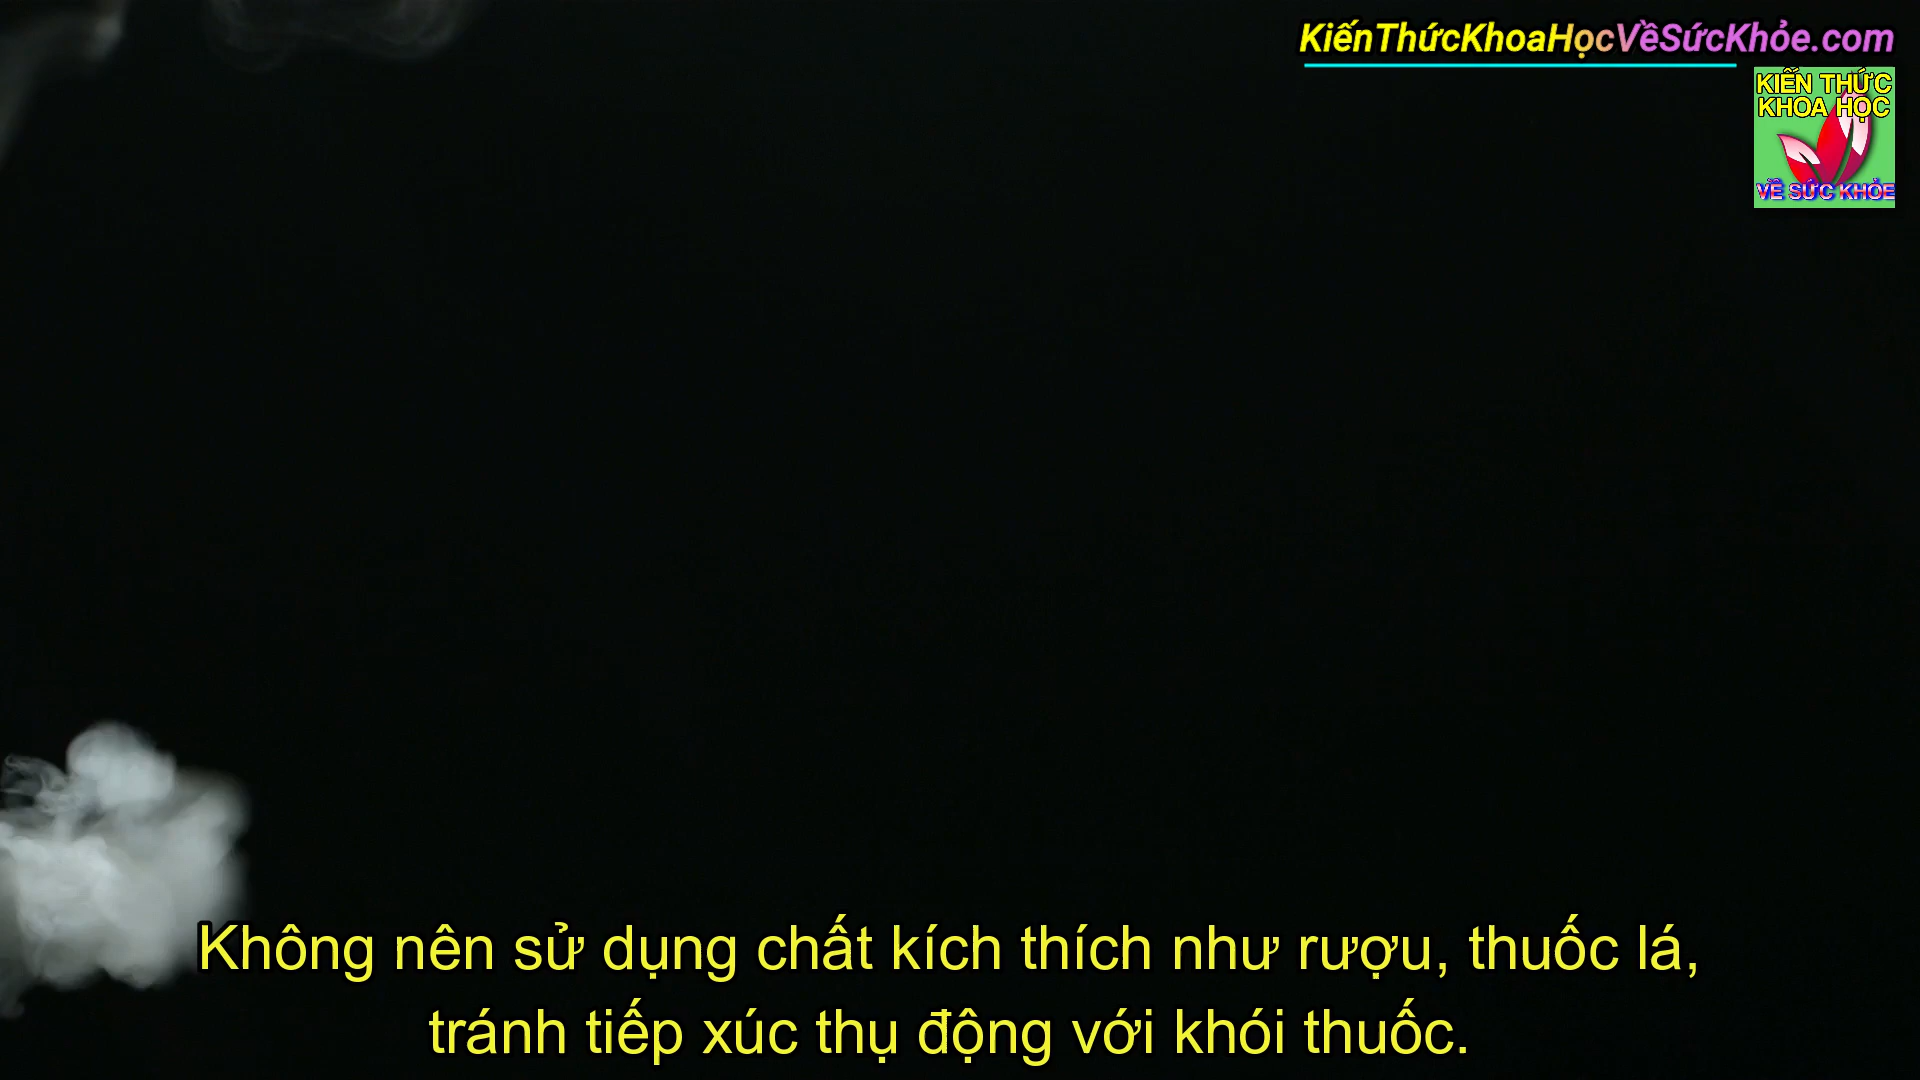 KiếnThứcKhoaHọcVềSứcKhỏe.com
KIẾN THỨC
KHOA HỌC
VỀ SỨC KHỎE
Không nên sử dụng chất kích thích như rượu, thuốc lá,
tránh tiếp xúc thụ động với khói thuốc.